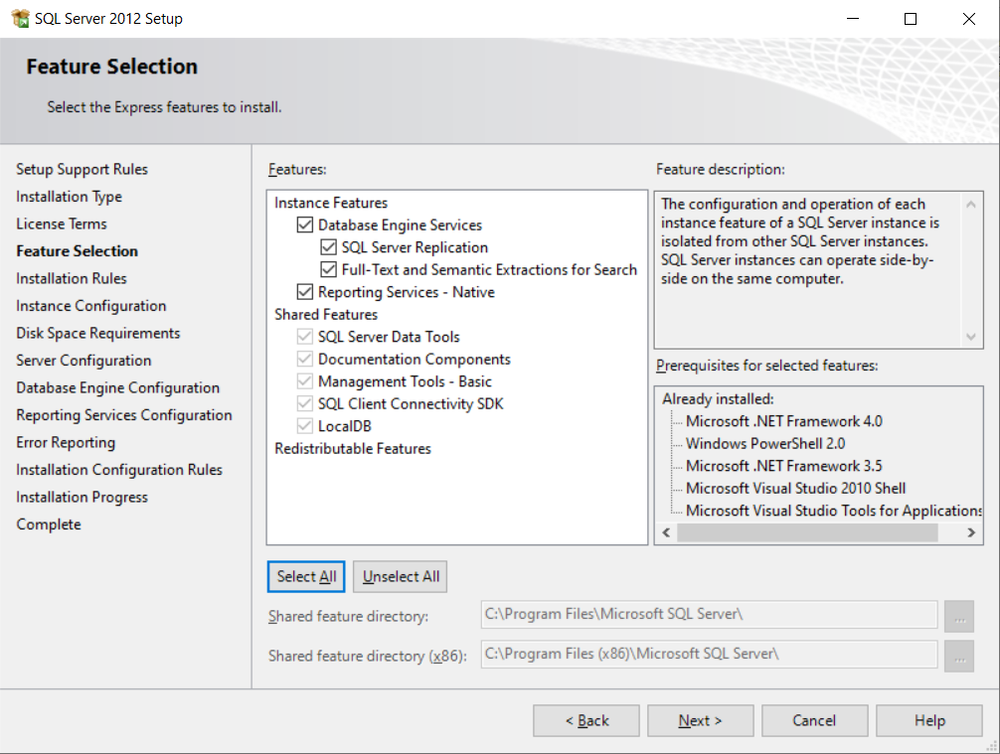 SQL Server 2012 Setup
Feature Selection
Select the Express features to install.
Setup Support Rules
Installation Type
License Terms
Feature Selection
Installation Rules
Instance Configuration
Disk Space Requirements
Server Configuration
Database Engine Configuration
Reporting Services Configuration
Error Reporting
Installation Configuration Rules
Installation Progress
Complete
Features:
Instance Features
Database Engine Services
SQL Server Replication
Full-Text and Semantic Extractions for Search
Reporting Services - Native
Shared Features
SQL Server Data Tools
Documentation Components
Management Tools - Basic
SQL Client Connectivity SDK
LocalDB
Redistributable Features
Feature description:
The configuration and operation of each
instance feature of a SQL Server instance is
isolated from other SQL Server instances.
SQL Server instances can operate side-by-
side on the same computer.
Prerequisites for selected features:
Already installed:
Microsoft .NET Framework 4.0
Windows PowerShell 2.0
Microsoft .NET Framework 3.5
Microsoft Visual Studio 2010 Shell
Microsoft Visual Studio Tools for Applications
Select All
Unselect All
Shared feature directory:
C:\Program Files\Microsoft SQL Server\
...
Shared feature directory (x86):
C:\Program Files (x86)\Microsoft SQL Server\
...
< Back
Next >
Cancel
Help